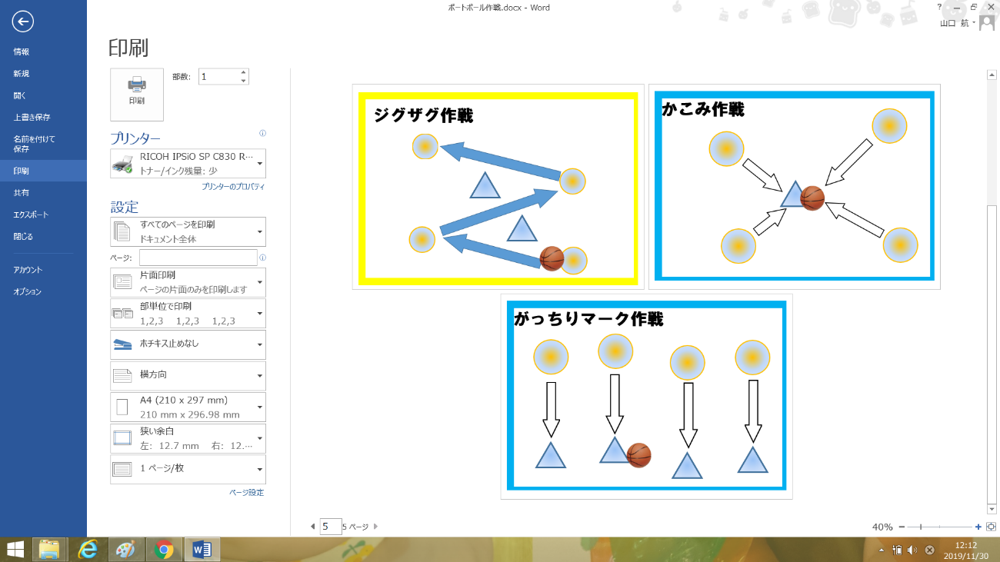 ポートボール作戦.docx - Word
?
山口 航
情報
新規
開く
上書き保存
名前を付けて
保存
印刷
共有
エクスポート
閉じる
アカウント
オプション
印刷
印刷
部数: 1
プリンター
RICOH IPSiO SP C830 R…
トナー/インク残量: 少
プリンターのプロパティ
設定
すべてのページを印刷
ドキュメント全体
ページ:
片面印刷
ページの片面のみを印刷します
部単位で印刷
1,2,3 1,2,3 1,2,3
ホチキス止めなし
横方向
A4 (210 x 297 mm)
210 mm x 296.98 mm
狭い余白
左: 12.7 mm 右: 12.…
1 ページ/枚
ページ設定
ジグザグ作戦
かこみ作戦
がっちりマーク作戦
5 5 ページ
40%
12:12
2019/11/30